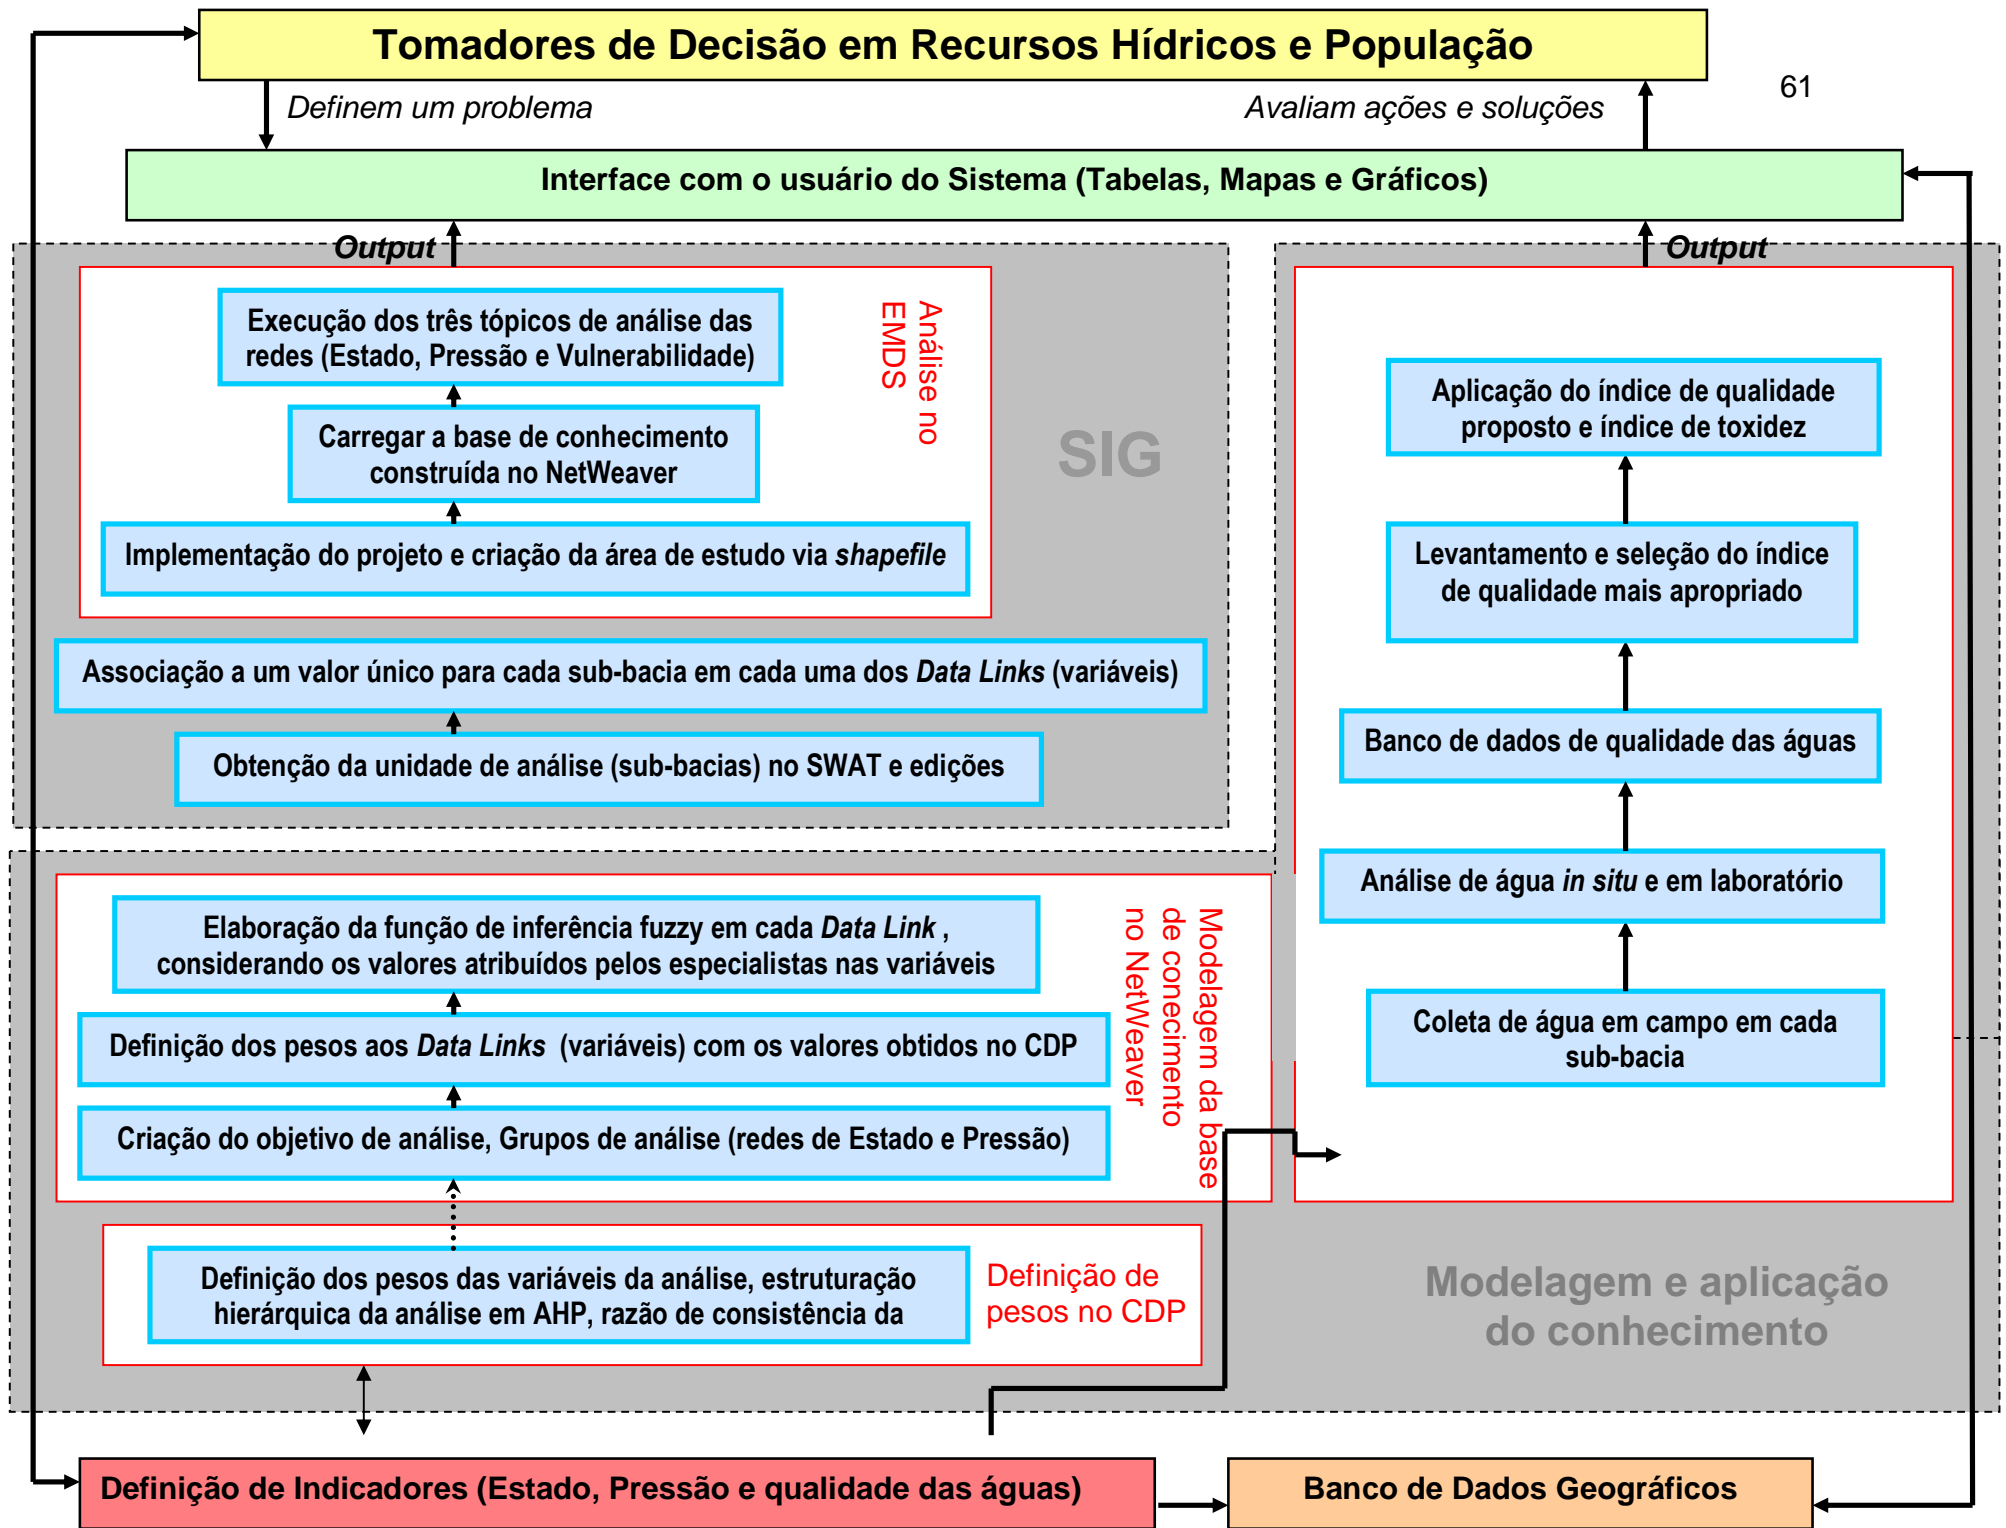 Tomadores de Decisão em Recursos Hídricos e População
61
Definem um problema
Avaliam ações e soluções
Interface com o usuário do Sistema (Tabelas, Mapas e Gráficos)
Output
Output
Execução dos três tópicos de análise das
redes (Estado, Pressão e Vulnerabilidade)
Carregar a base de conhecimento
construída no NetWeaver
Implementação do projeto e criação da área de estudo via shapefile
Análise no
EMDS
SIG
Associação a um valor único para cada sub-bacia em cada uma dos Data Links (variáveis)
Obtenção da unidade de análise (sub-bacias) no SWAT e edições
Aplicação do índice de qualidade
proposto e índice de toxidez
Levantamento e seleção do índice
de qualidade mais apropriado
Banco de dados de qualidade das águas
Análise de água in situ e em laboratório
Coleta de água em campo em cada
sub-bacia
Elaboração da função de inferência fuzzy em cada Data Link ,
considerando os valores atribuídos pelos especialistas nas variáveis
Definição dos pesos aos Data Links (variáveis) com os valores obtidos no CDP
Criação do objetivo de análise, Grupos de análise (redes de Estado e Pressão)
Modelagem da base
de conecimento
no NetWeaver
Definição dos pesos das variáveis da análise, estruturação
hierárquica da análise em AHP, razão de consistência da
Definição de
pesos no CDP
Modelagem e aplicação
do conhecimento
Definição de Indicadores (Estado, Pressão e qualidade das águas)
Banco de Dados Geográficos